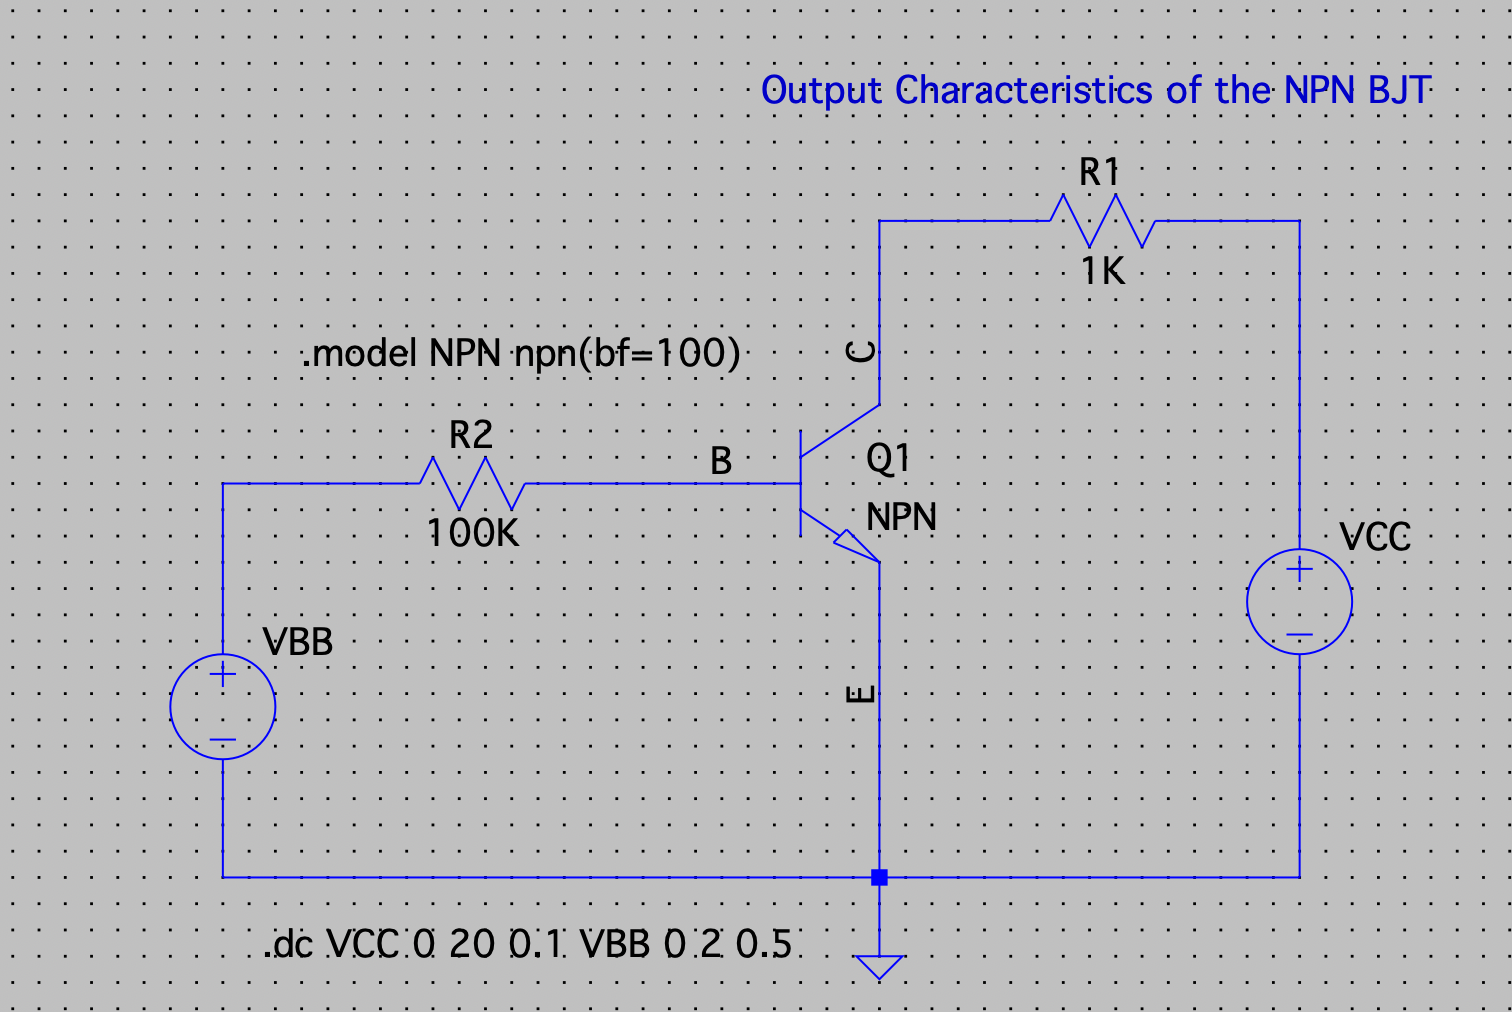 Output Characteristics of the NPN BJT
R1
1K
C
.model NPN npn(bf=100)
R2
100K
B
Q1
NPN
VCC
+
−
VBB
+
−
E
.dc VCC 0 20 0.1 VBB 0 2 0.5